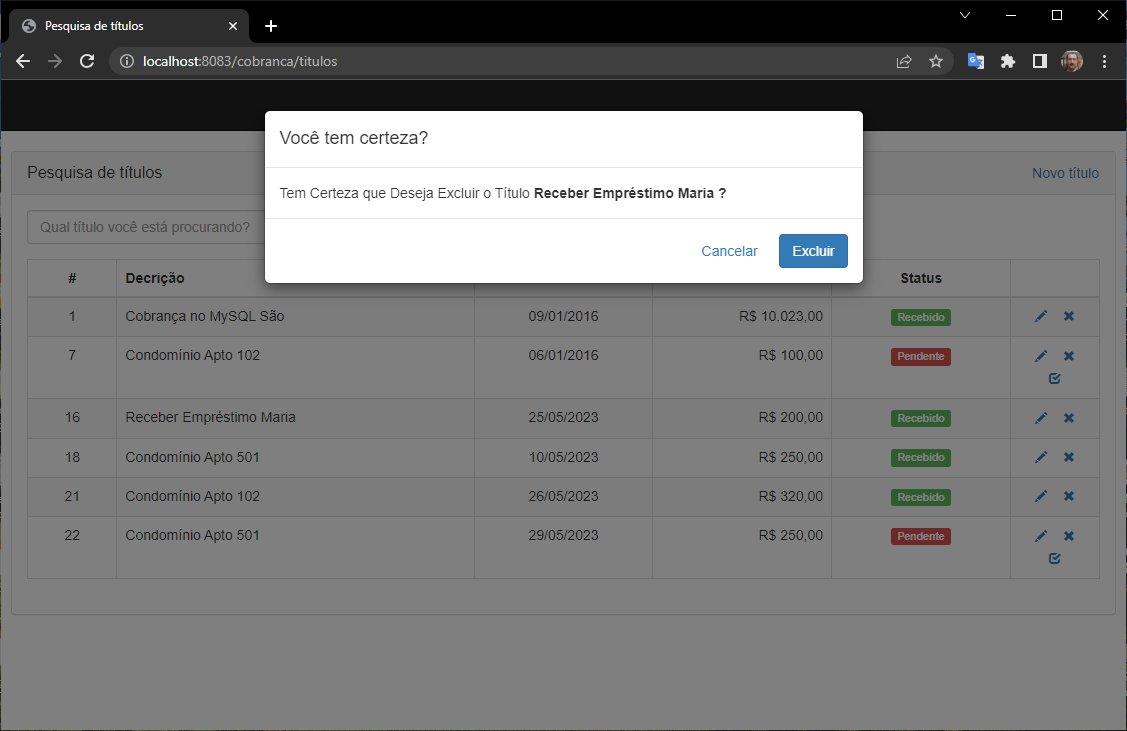 Pesquisa de títulos
localhost:8083/cobranca/titulos
Você tem certeza?
Tem Certeza que Deseja Excluir o Título Receber Empréstimo Maria ?
Cancelar Excluir
Pesquisa de títulos Novo título
Qual título você está procurando?
# Decrição Status
1 Cobrança no MySQL São 09/01/2016 R$ 10.023,00 Recebido
7 Condomínio Apto 102 06/01/2016 R$ 100,00 Pendente
16 Receber Empréstimo Maria 25/05/2023 R$ 200,00 Recebido
18 Condomínio Apto 501 10/05/2023 R$ 250,00 Recebido
21 Condomínio Apto 102 26/05/2023 R$ 320,00 Recebido
22 Condomínio Apto 501 29/05/2023 R$ 250,00 Pendente